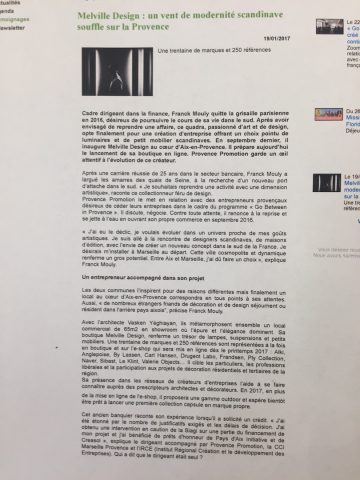 tualités
genda
moignages
ewsletter
Melville Design : un vent de modernité scandinave
souffle sur la Provence
19/01/2017
Une trentaine de marques et 250 références
Cadre dirigeant dans la finance, Franck Mouly quitte la grisaille parisienne
en 2016, désireux de poursuivre le cours de sa vie dans le sud. Après avoir
envisagé de reprendre une affaire, ce quadra, passionné d'art et de design,
opte finalement pour une création d'entreprise offrant un choix pointu de
luminaires et de petit mobilier scandinaves. En septembre dernier, il
inaugure Melville Design au cœur d'Aix-en-Provence. Il prépare aujourd'hui
le lancement de sa boutique en ligne. Provence Promotion garde un œil
attentif à l'évolution de ce créateur.
Après une carrière réussie de 25 ans dans le secteur bancaire, Franck Mouly a
largué les amarres des quais de Seine, à la recherche d'un nouveau port
d'attache dans le sud. « Je souhaitais reprendre une activité avec une dimension
artistique», raconte ce collectionneur féru de design.
Provence Promotion le met en relation avec des entrepreneurs provençaux
désireux de céder leurs entreprises dans le cadre du programme « Go Between
in Provence ». Il discute, négocie. Contre toute attente, il renonce à la reprise et
se jette à l'eau en ouvrant son propre commerce en septembre 2016.
« J'ai eu le déclic, je voulais évoluer dans un univers proche de mes goûts
artistiques. Je suis allé à la rencontre de designers scandinaves, de maisons
d'édition, avec l'envie de créer un nouveau concept dans le sud de la France. Je
désirais m'installer à Marseille au départ. Cette ville cosmopolite et dynamique
renferme un gros potentiel. Entre Aix et Marseille, j'ai dû faire un choix », explique
Franck Mouly.
Un entrepreneur accompagné dans son projet
Les deux communes l'inspirent pour des raisons différentes mais finalement un
local au cœur d'Aix-en-Provence correspondra en tous points à ses attentes.
Aussi, « de nombreux étrangers friands de décoration et de design séjournent ou
résident dans l'arrière pays aixois», précise Franck Mouly.
Avec l'architecte Vasken Yéghiayan, ils métamorphosent ensemble un local
commercial de 65m2 en showroom où l'épure et l'élégance dominent. Sa
boutique Melville Design, renferme un trésor de lampes, suspensions et petits
mobiliers. Une trentaine de marques et 250 références sont représentées à la fois
en boutique et sur l'e-shop qui sera mis en ligne dès le printemps 2017 : Alki,
Anglepoise, By Lassen, Carl Hansen, Drugeot Labo, Frandsen, Ply Collection,
Naver, Sibast, Le Klint, Valerie Objects... Il cible les particuliers, les professions
libérales et la participation aux projets de décoration résidentiels et tertiaires de la
région.
Sa présence dans les réseaux de créateurs d'entreprises l'aide à se faire
connaître auprès des prescripteurs architectes et décorateurs. En 2017, en plus
de la mise en ligne de l'e-shop, il proposera une gamme outdoor et espère bientôt
être prêt à lancer une première collection capsule en marque propre.
Cet ancien banquier raconte son expérience lorsqu'il a sollicité un crédit. « J'ai
été étonné par le nombre de justificatifs exigés et les délais de décision. J'ai
obtenu une intervention en caution de la Siagi sur une partie du financement de
mon projet et j'ai bénéficié de prêts d'honneur de Pays d'Aix Initiative et de
Créasol », explique le dirigeant accompagné par Provence Promotion, la CCI
Marseille Provence et l'IRCE (Institut Régional Création et le développement des
Entreprises). Qui a dit que le dirigeant était seul ?
Le 22
« Go
créé
conti
Zoom
relatio
avec
Du 26
Missi
Florid
Déjeu
Le 19/
Melvi
moder
sur la
Une t
Vous désirez
Nous avons